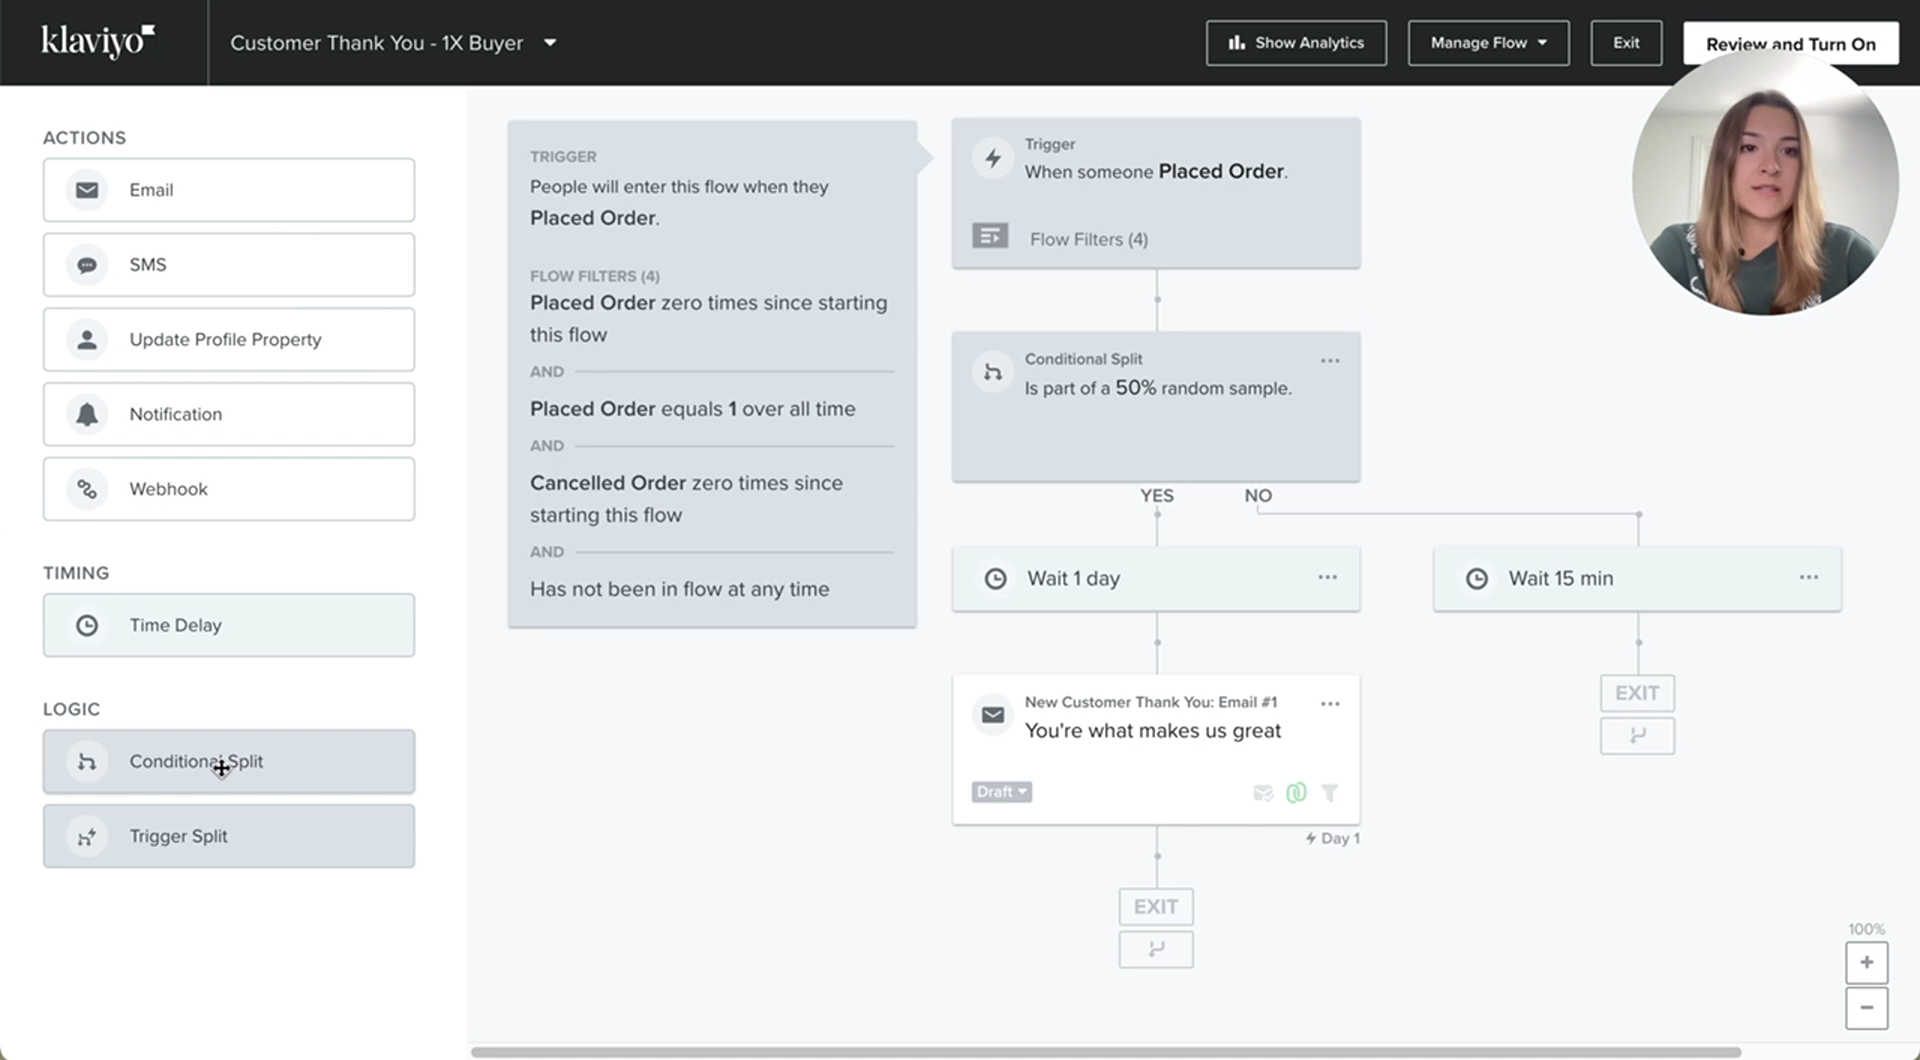 klaviyo
Customer Thank You - 1X Buyer
Show Analytics
Manage Flow
Exit
Review and Turn On
ACTIONS
Email
SMS
Update Profile Property
Notification
Webhook
TIMING
Time Delay
LOGIC
Conditional Split
Trigger Split
TRIGGER
People will enter this flow when they
Placed Order.
FLOW FILTERS (4)
Placed Order zero times since starting
this flow
AND
Placed Order equals 1 over all time
AND
Cancelled Order zero times since
starting this flow
AND
Has not been in flow at any time
Trigger
When someone Placed Order.
Flow Filters (4)
Conditional Split
Is part of a 50% random sample.
YES
NO
Wait 1 day
Wait 15 min
New Customer Thank You: Email #1
You're what makes us great
Draft
Day 1
EXIT
EXIT
100%
+
−